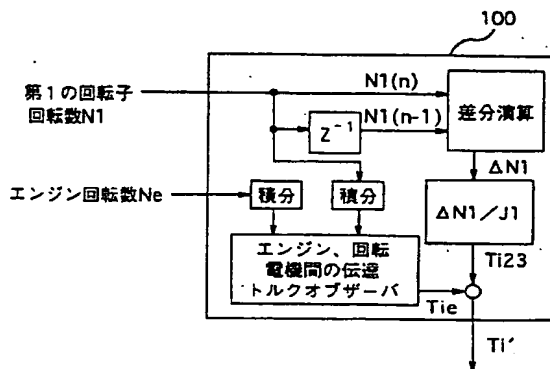 100
第1の回転子
回転数N1
N1(n)
N1(n-1)
Z⁻¹
差分演算
ΔN1
エンジン回転数Ne
積分
積分
ΔN1/J1
エンジン、回転
電機間の伝達
トルクオブザーバ
Ti23
Tie
Ti'